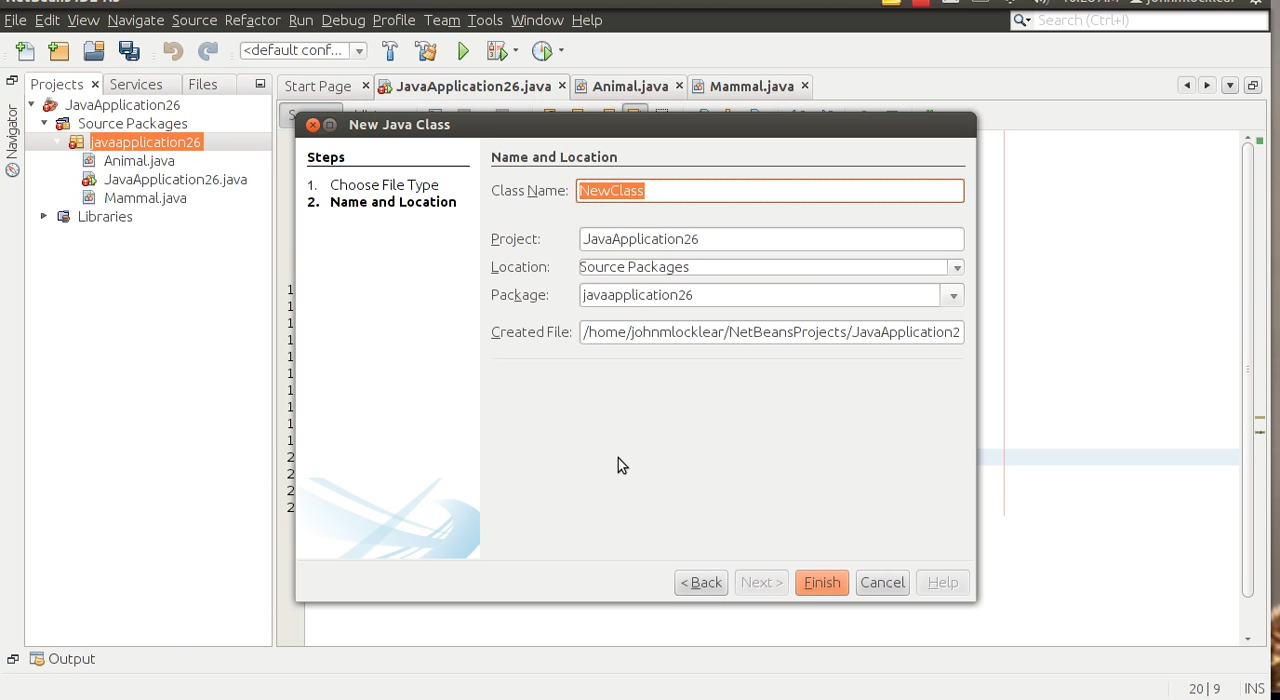 File Edit View Navigate Source Refactor Run Debug Profile Team Tools Window Help
Search (Ctrl+I)
<default conf...
Projects Services Files
Start Page JavaApplication26.java Animal.java Mammal.java
Navigator
JavaApplication26
Source Packages
javaapplication26
Animal.java
JavaApplication26.java
Mammal.java
Libraries
New Java Class
Steps
1. Choose File Type
2. Name and Location
Name and Location
Class Name: NewClass
Project: JavaApplication26
Location: Source Packages
Package: javaapplication26
Created File: /home/johnmlocklear/NetBeansProjects/JavaApplication2
< Back Next > Finish Cancel Help
Output
20|9 INS